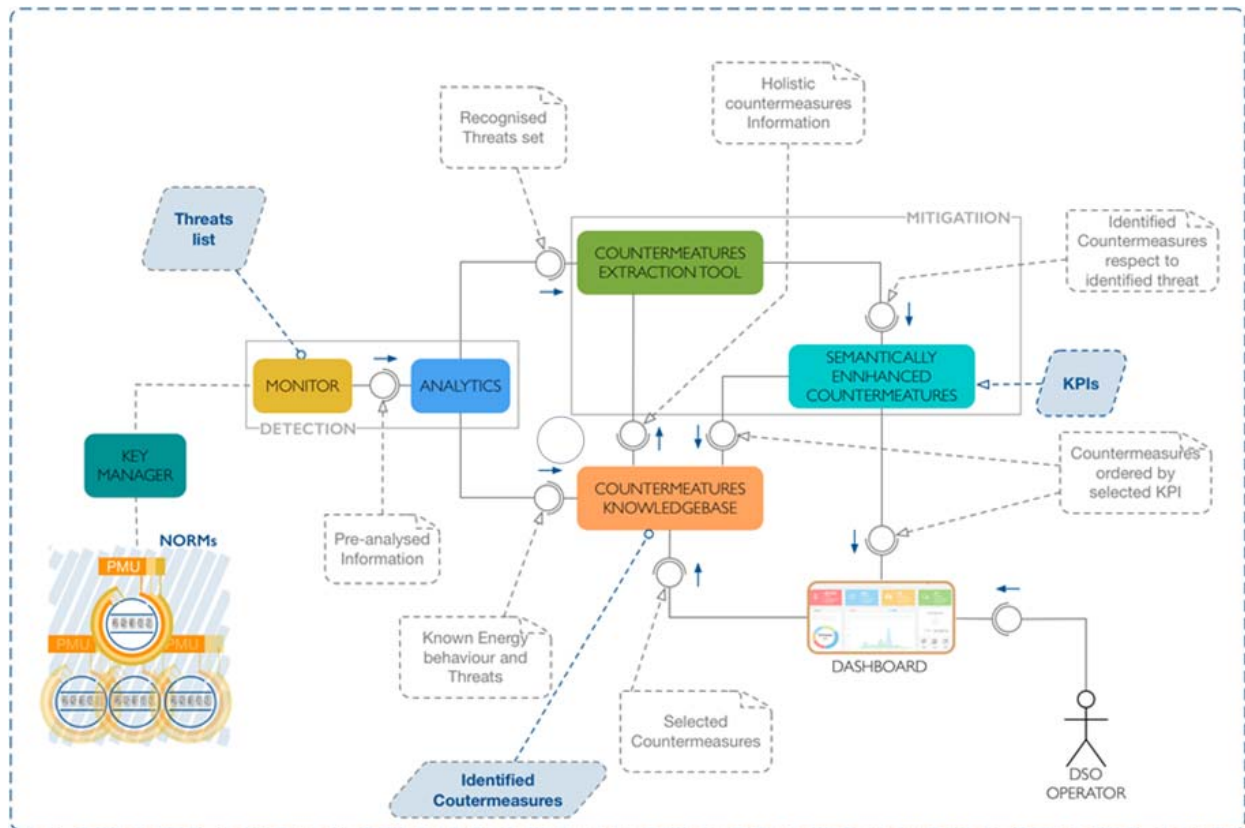 Holistic
countermeasures
Information
Recognised
Threats set
Threats
list
MITIGATIION
Identified
Countermeasures
respect to
identified threat
COUNTERMEATURES
EXTRACTION TOOL
MONITOR
ANALYTICS
DETECTION
SEMANTICALLY
ENNHANCED
COUNTERMEATURES
KPIs
KEY
MANAGER
COUNTERMEATURES
KNOWLEDGEBASE
Countermeasures
ordered by
selected KPI
NORMs
PMU
Pre-analysed
Information
PMU
PMU
Known Energy
behaviour and
Threats
DASHBOARD
Selected
Countermeasures
Identified
Coutermeasures
DSO
OPERATOR